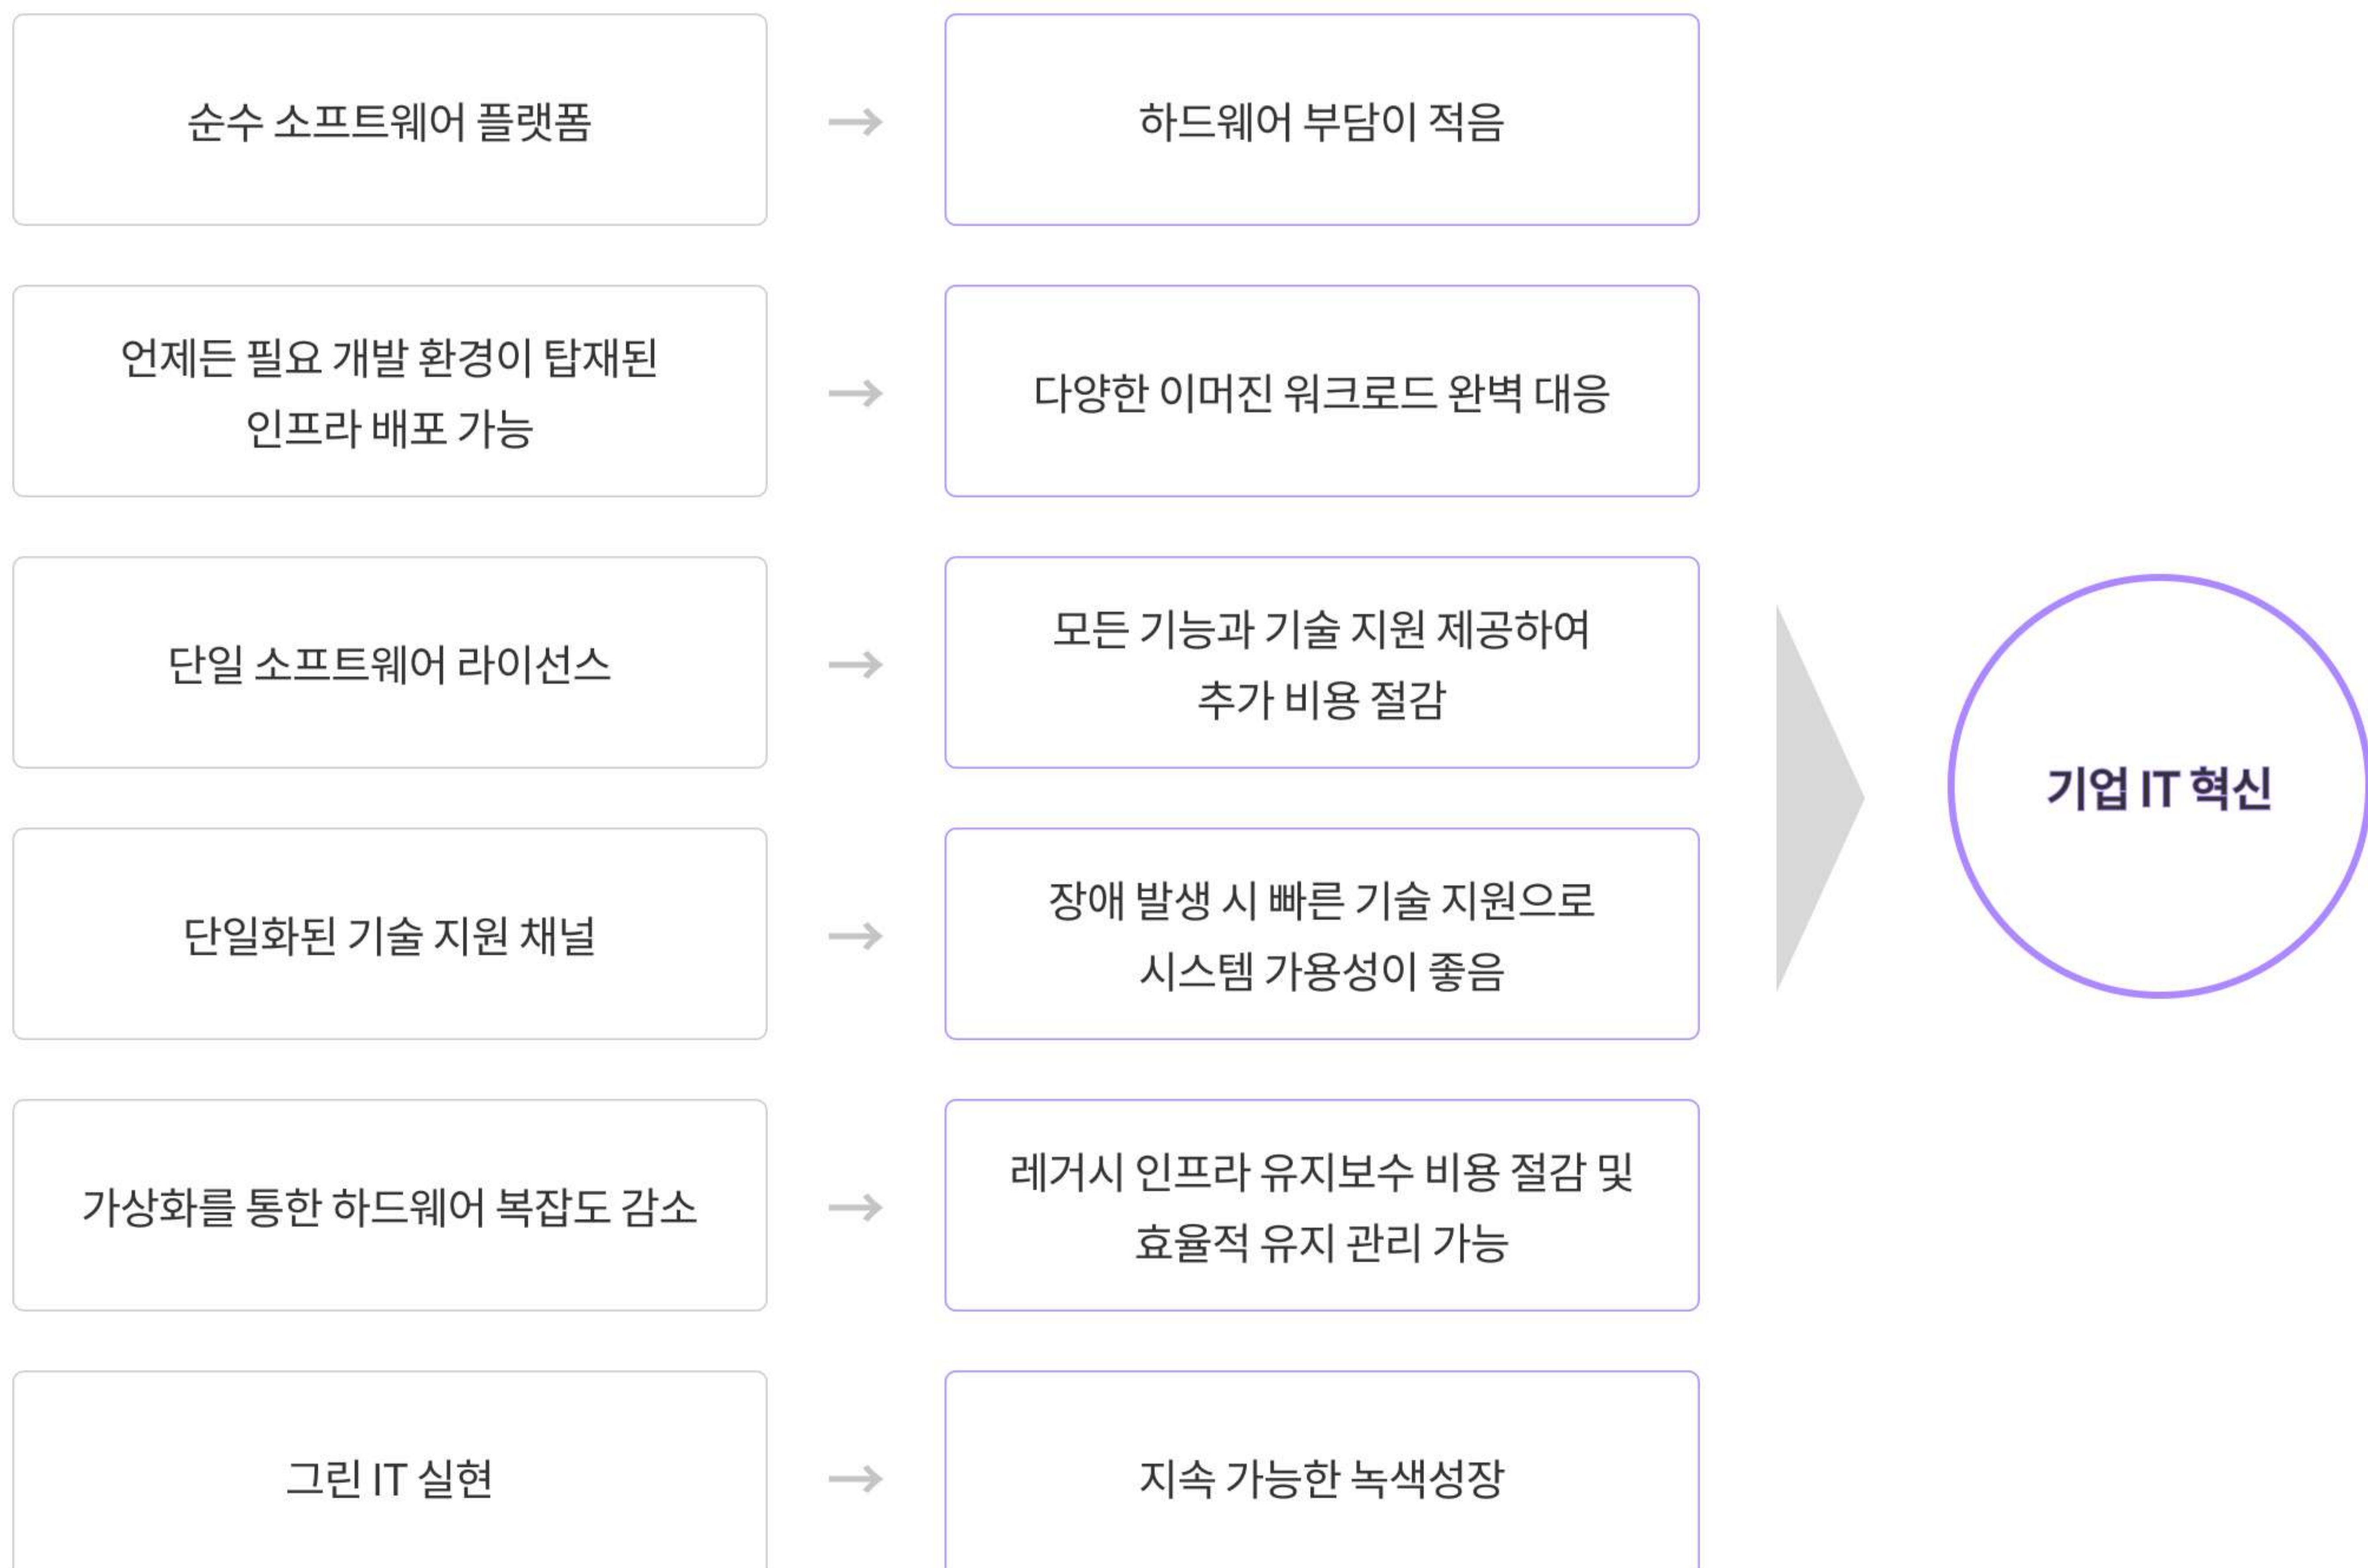 순수 소프트웨어 플랫폼
하드웨어 부담이 적음
언제든 필요 개발 환경이 탑재된
인프라 배포 가능
다양한 이머진 워크로드 완벽 대응
단일 소프트웨어 라이선스
모든 기능과 기술 지원 제공하여
추가 비용 절감
단일화된 기술 지원 채널
장애 발생 시 빠른 기술 지원으로
시스템 가용성이 좋음
가상화를 통한 하드웨어 복잡도 감소
레거시 인프라 유지보수 비용 절감 및
효율적 유지 관리 가능
그린 IT 실현
지속 가능한 녹색성장
기업 IT 혁신